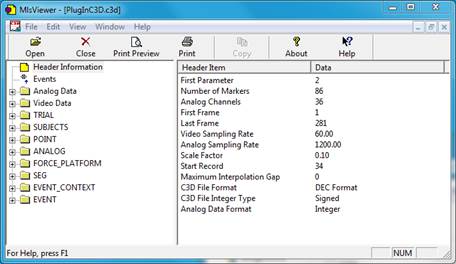 MlsViewer - [PlugInC3D.c3d]
File Edit View Window Help
Open Close Print Preview Print Copy About Help
Header Information
Events
Analog Data
Video Data
TRIAL
SUBJECTS
POINT
ANALOG
FORCE_PLATFORM
SEG
EVENT_CONTEXT
EVENT
Header Item Data
First Parameter 2
Number of Markers 86
Analog Channels 36
First Frame 1
Last Frame 281
Video Sampling Rate 60.00
Analog Sampling Rate 1200.00
Scale Factor 0.10
Start Record 34
Maximum Interpolation Gap 0
C3D File Format DEC Format
C3D File Integer Type Signed
Analog Data Format Integer
For Help, press F1
NUM